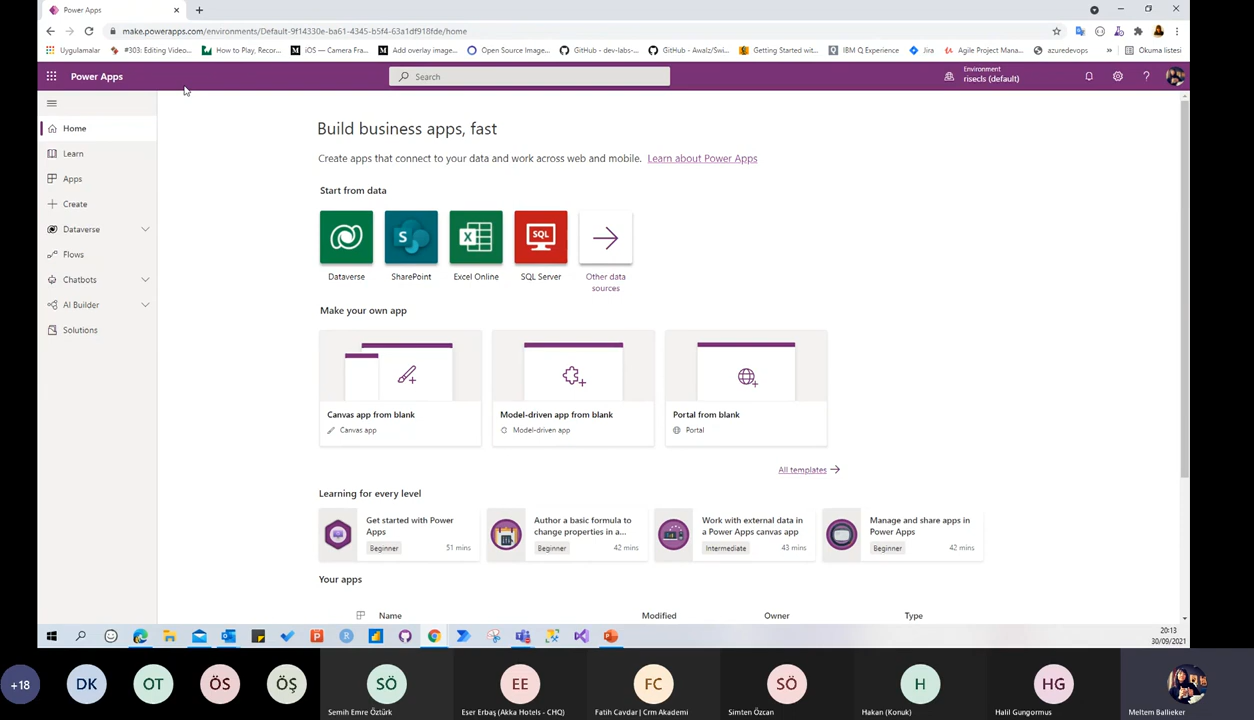 Power Apps
make.powerapps.com/environments/Default-9f14330e-ba61-4345-b5f4-63a1df918fde/home
Uygulamalar
#303: Editing Video...
How to Play, Recor...
iOS — Camera Fra...
Add overlay image...
Open Source Imag...
GitHub - dev-labs-...
GitHub - Awalz/Swi...
Getting Started wit...
IBM Q Experience
Jira
Agile Project Mana...
azuredevops
»
Okuma listesi
Power Apps
Search
Environment
risecls (default)
Home
Learn
Apps
Create
Dataverse
Flows
Chatbots
AI Builder
Solutions
Build business apps, fast
Create apps that connect to your data and work across web and mobile. Learn about Power Apps
Start from data
SQL
Dataverse
SharePoint
Excel Online
SQL Server
Other data
sources
Make your own app
Canvas app from blank
Canvas app
Model-driven app from blank
Model-driven app
Portal from blank
Portal
All templates
Learning for every level
Get started with Power
Apps
Beginner
51 mins
Author a basic formula to
change properties in a...
Beginner
42 mins
Work with external data in
a Power Apps canvas app
Intermediate
43 mins
Manage and share apps in
Power Apps
Beginner
42 mins
Your apps
Name
Modified
Owner
Type
20:13
30/09/2021
+18
DK
OT
ÖS
ÖŞ
SÖ
Semih Emre Öztürk
EE
Eser Erbaş (Akka Hotels - CHQ)
FC
Fatih Cavdar | Crm Akademi
SÖ
Simten Özcan
H
Hakan (Konuk)
HG
Halil Gungormus
Meltem Ballieker